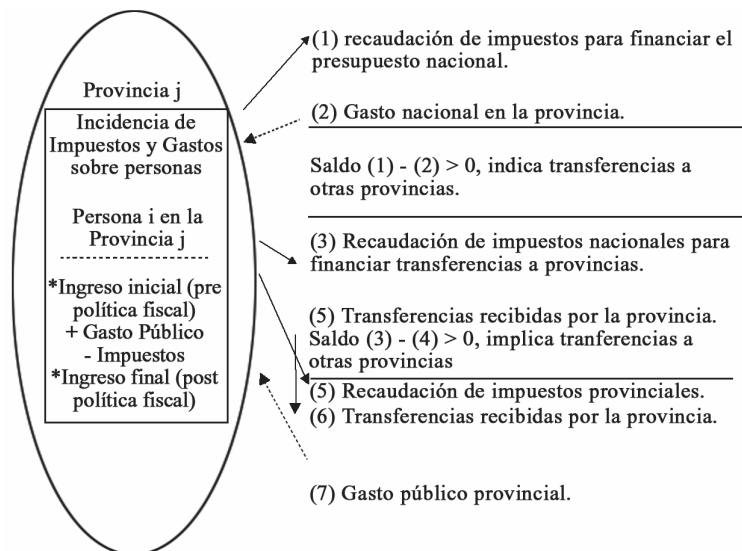 Provincia j
Incidencia de
Impuestos y Gastos
sobre personas
Persona i en la
Provincia j
*Ingreso inicial (pre
política fiscal)
+ Gasto Público
- Impuestos
*Ingreso final (post
política fiscal)
(1) recaudación de impuestos para financiar el
presupuesto nacional.
(2) Gasto nacional en la provincia.
Saldo (1) - (2) > 0, indica transferencias a
otras provincias.
(3) Recaudación de impuestos nacionales para
financiar transferencias a provincias.
(5) Transferencias recibidas por la provincia.
Saldo (3) - (4) > 0, implica tranferencias a
otras provincias
(5) Recaudación de impuestos provinciales.
(6) Transferencias recibidas por la provincia.
(7) Gasto público provincial.